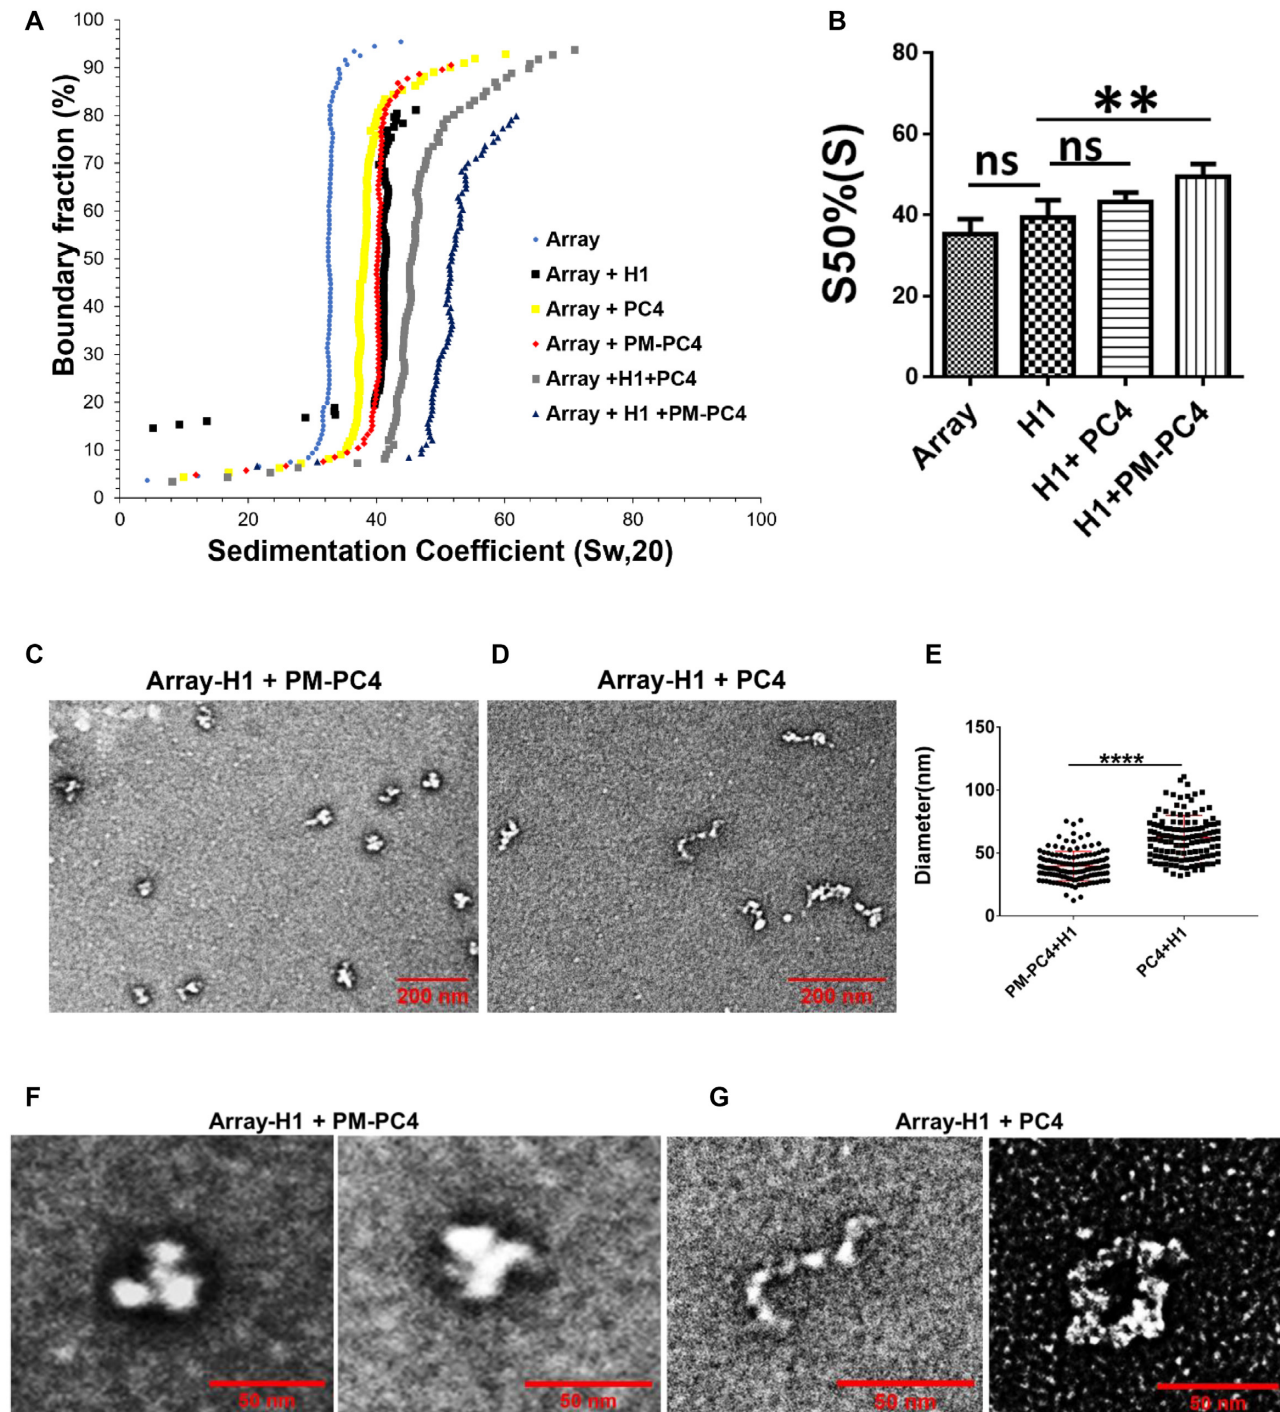 A
100
90
80
70
60
50
40
30
20
10
0
Boundary fraction (%)
0 20 40 60 80 100
Sedimentation Coefficient (Sw,20)
Array
Array + H1
Array + PC4
Array + PM-PC4
Array +H1+PC4
Array + H1 +PM-PC4
B
80
60
40
20
0
S50%(S)
**
ns
ns
Array
H1
H1+ PC4
H1+PM-PC4
C
Array-H1 + PM-PC4
200 nm
D
Array-H1 + PC4
200 nm
E
150
100
50
0
Diameter(nm)
****
PM-PC4+H1
PC4+H1
F
Array-H1 + PM-PC4
50 nm
50 nm
G
Array-H1 + PC4
50 nm
50 nm